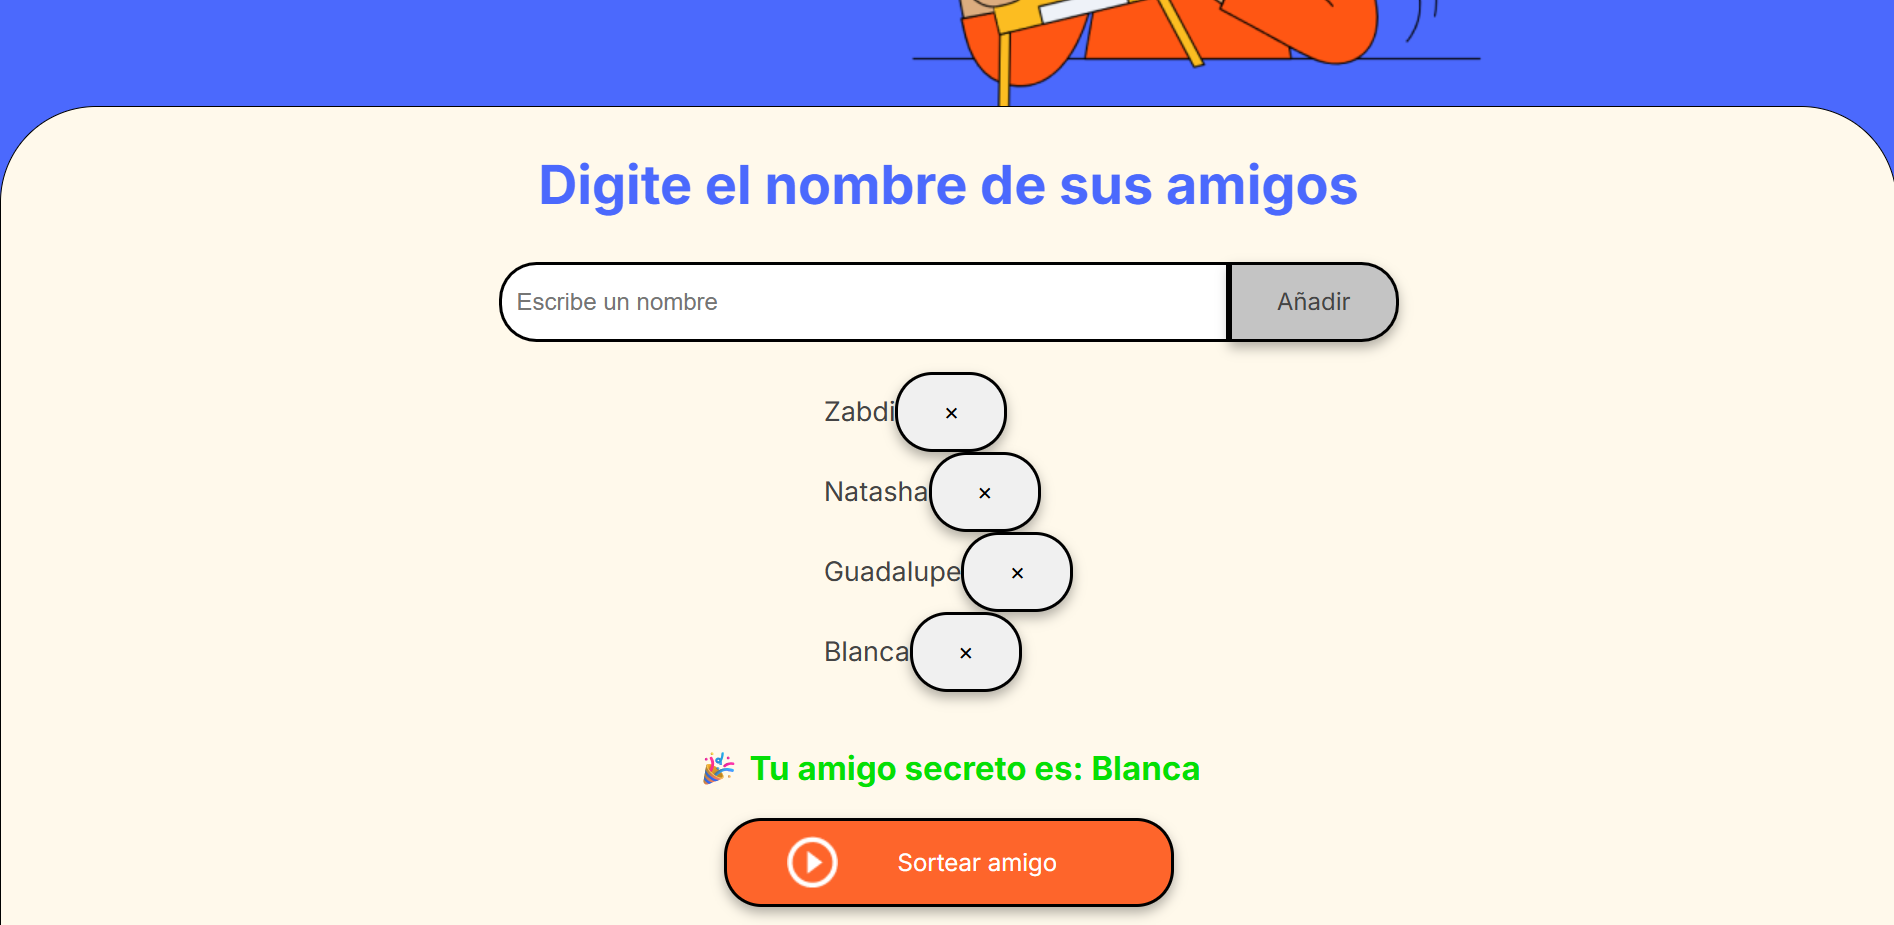 Digite el nombre de sus amigos
Escribe un nombre
Añadir
Zabdi ×
Natasha ×
Guadalupe ×
Blanca ×
🎉 Tu amigo secreto es: Blanca
Sortear amigo